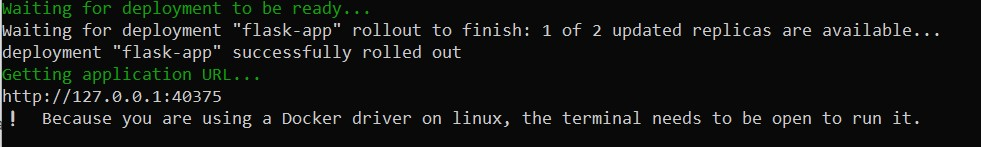 Waiting for deployment to be ready...
Waiting for deployment "flask-app" rollout to finish: 1 of 2 updated replicas are available...
deployment "flask-app" successfully rolled out
Getting application URL...
http://127.0.0.1:40375
❗  Because you are using a Docker driver on linux, the terminal needs to be open to run it.